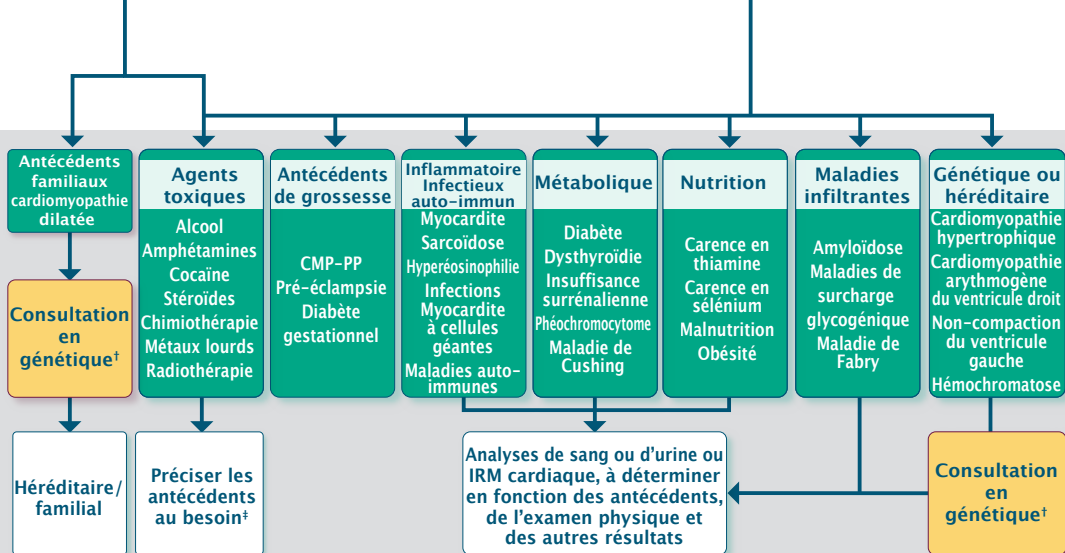 Antécédents
familiaux
cardiomyopathie
dilatée
Consultation
en
génétique†
Héréditaire/
familial
Agents
toxiques
Alcool
Amphétamines
Cocaïne
Stéroïdes
Chimiothérapie
Métaux lourds
Radiothérapie
Préciser les
antécédents
au besoin‡
Antécédents
de grossesse
CMP-PP
Pré-éclampsie
Diabète
gestationnel
Inflammatoire
Infectieux
auto-immun
Myocardite
Sarcoïdose
Hyperéosinophilie
Infections
Myocardite
à cellules
géantes
Maladies auto-
immunes
Métabolique
Diabète
Dysthyroïdie
Insuffisance
surrénalienne
Phéochromocytome
Maladie de
Cushing
Nutrition
Carence en
thiamine
Carence en
sélénium
Malnutrition
Obésité
Maladies
infiltrantes
Amyloïdose
Maladies de
surcharge
glycogénique
Maladie de
Fabry
Génétique ou
héréditaire
Cardiomyopathie
hypertrophique
Cardiomyopathie
arythmogène
du ventricule droit
Non-compaction
du ventricule
gauche
Hémochromatose
Analyses de sang ou d'urine ou
IRM cardiaque, à déterminer
en fonction des antécédents,
de l'examen physique et
des autres résultats
Consultation
en
génétique†